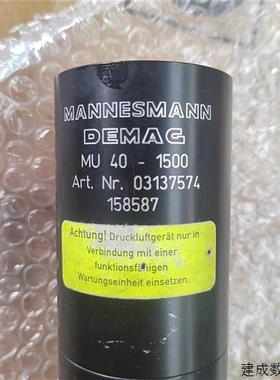 MANNESMANN
DEMAG
MU 40 - 1500
Art. Nr. 03137574
158587
Achtung! Druckluftgerät nur in
Verbindung mit einer
funktionsfähigen
Wartungseinheit einsetzen.
建成数